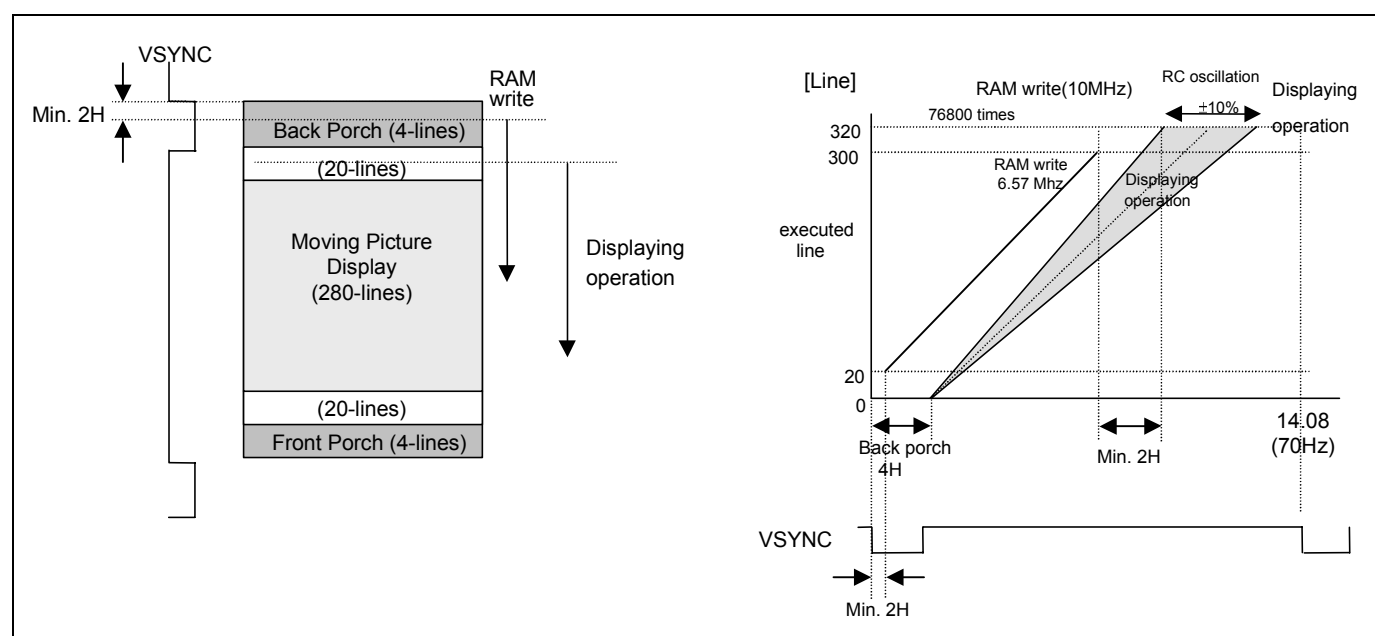 VSYNC
Min. 2H
RAM
write
Back Porch (4-lines)
(20-lines)
Moving Picture
Display
(280-lines)
Displaying
operation
(20-lines)
Front Porch (4-lines)
[Line]
RAM write(10MHz)
76800 times
RC oscillation
±10%
Displaying
operation
320
300
RAM write
6.57 Mhz
Displaying
operation
executed
line
20
0
Back porch
4H
Min. 2H
14.08
(70Hz)
VSYNC
Min. 2H